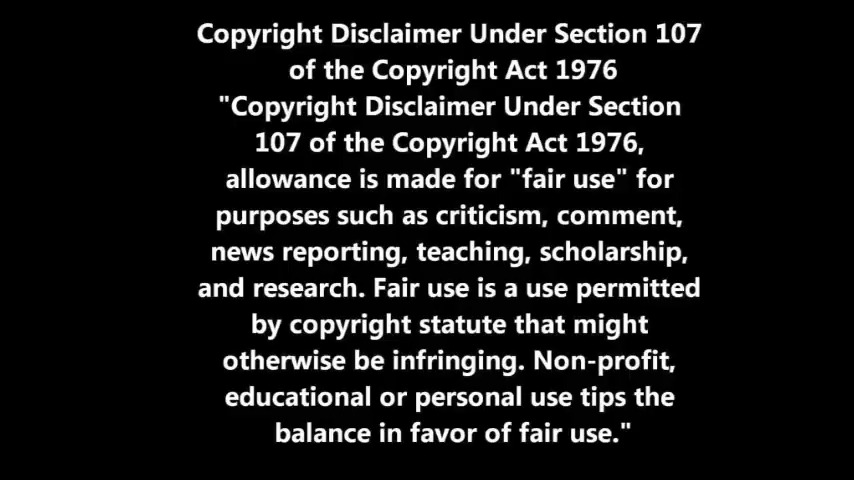 Copyright Disclaimer Under Section 107
of the Copyright Act 1976
"Copyright Disclaimer Under Section
107 of the Copyright Act 1976,
allowance is made for "fair use" for
purposes such as criticism, comment,
news reporting, teaching, scholarship,
and research. Fair use is a use permitted
by copyright statute that might
otherwise be infringing. Non-profit,
educational or personal use tips the
balance in favor of fair use."